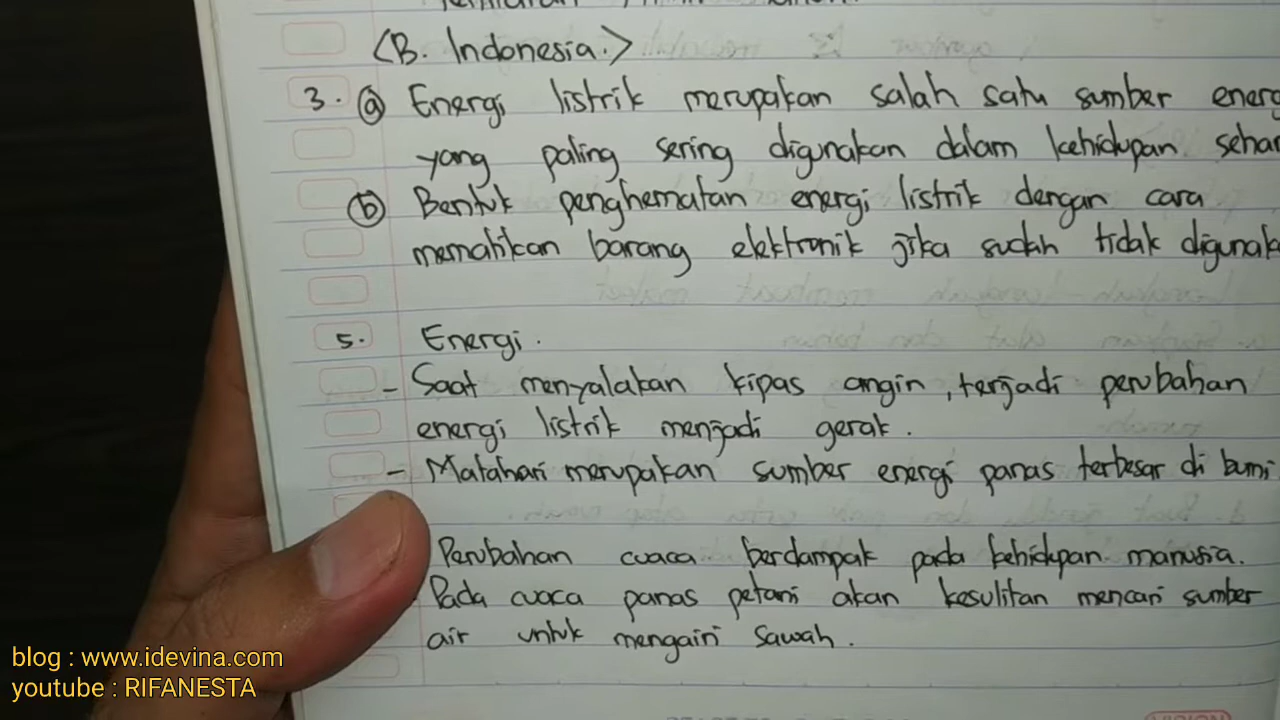 (B. Indonesia.)
3. a Energi listrik merupakan salah satu sumber energ
yang paling sering digunakan dalam kehidupan sehar
b Bentuk penghematan energi listrik dengan cara
mematikan barang elektronik jika sudah tidak digunak
5. Energi.
- Saat menyalakan kipas angin, terjadi perubahan
energi listrik menjadi gerak.
- Matahari merupakan sumber energi panas terbesar di bumi
Perubahan cuaca berdampak pada kehidupan manusia.
Pada cuaca panas petani akan kesulitan mencari sumber
air untuk mengairi sawah.
blog : www.idevina.com
youtube : RIFANESTA